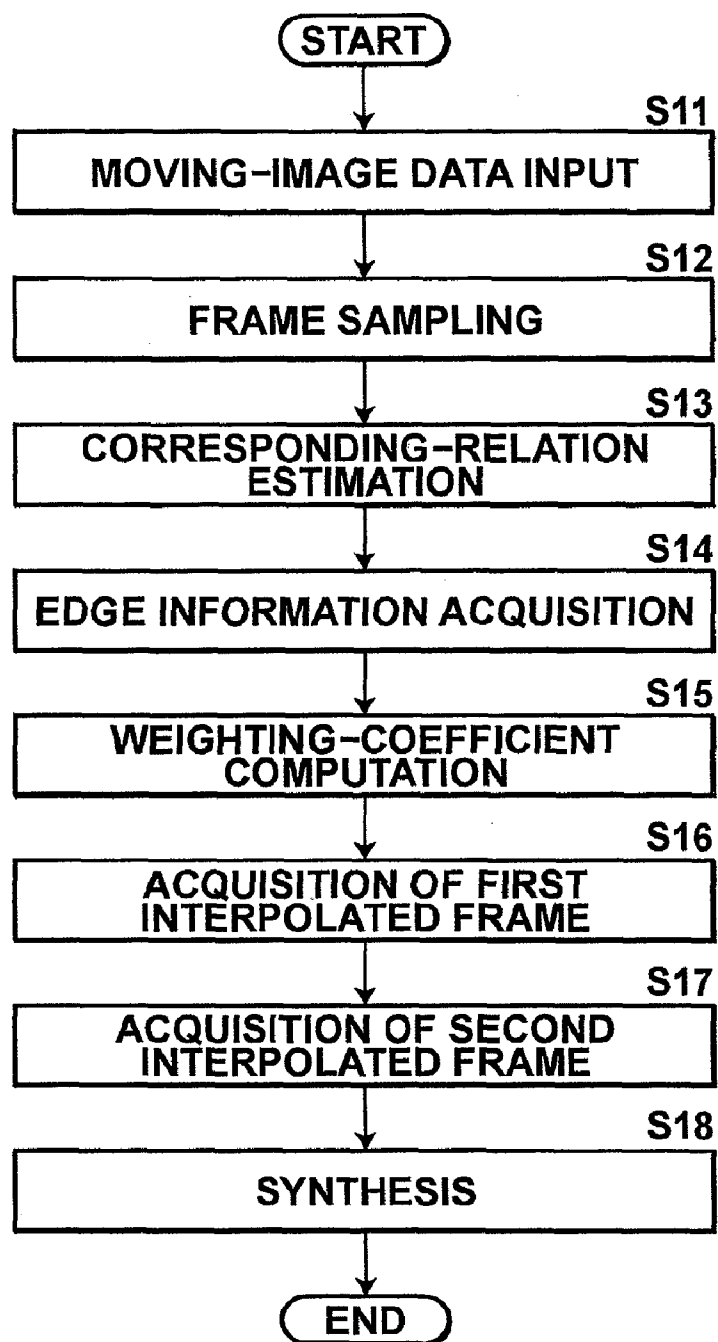 START
S11
MOVING-IMAGE DATA INPUT
S12
FRAME SAMPLING
S13
CORRESPONDING-RELATION
ESTIMATION
S14
EDGE INFORMATION ACQUISITION
S15
WEIGHTING-COEFFICIENT
COMPUTATION
S16
ACQUISITION OF FIRST
INTERPOLATED FRAME
S17
ACQUISITION OF SECOND
INTERPOLATED FRAME
S18
SYNTHESIS
END